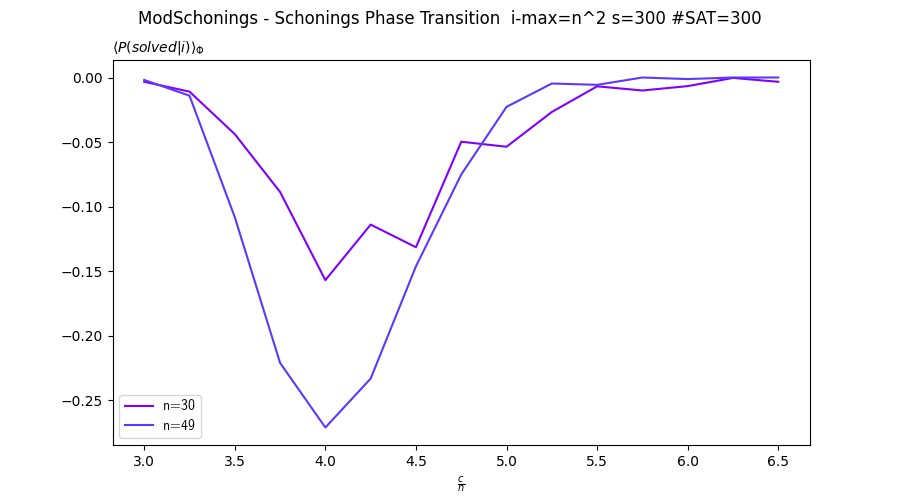 ModSchonings - Schonings Phase Transition  i-max=n^2 s=300 #SAT=300
⟨P(solved|i)⟩_Φ
0.00
−0.05
−0.10
−0.15
−0.20
−0.25
n=30
n=49
3.0 3.5 4.0 4.5 5.0 5.5 6.0 6.5
c/n